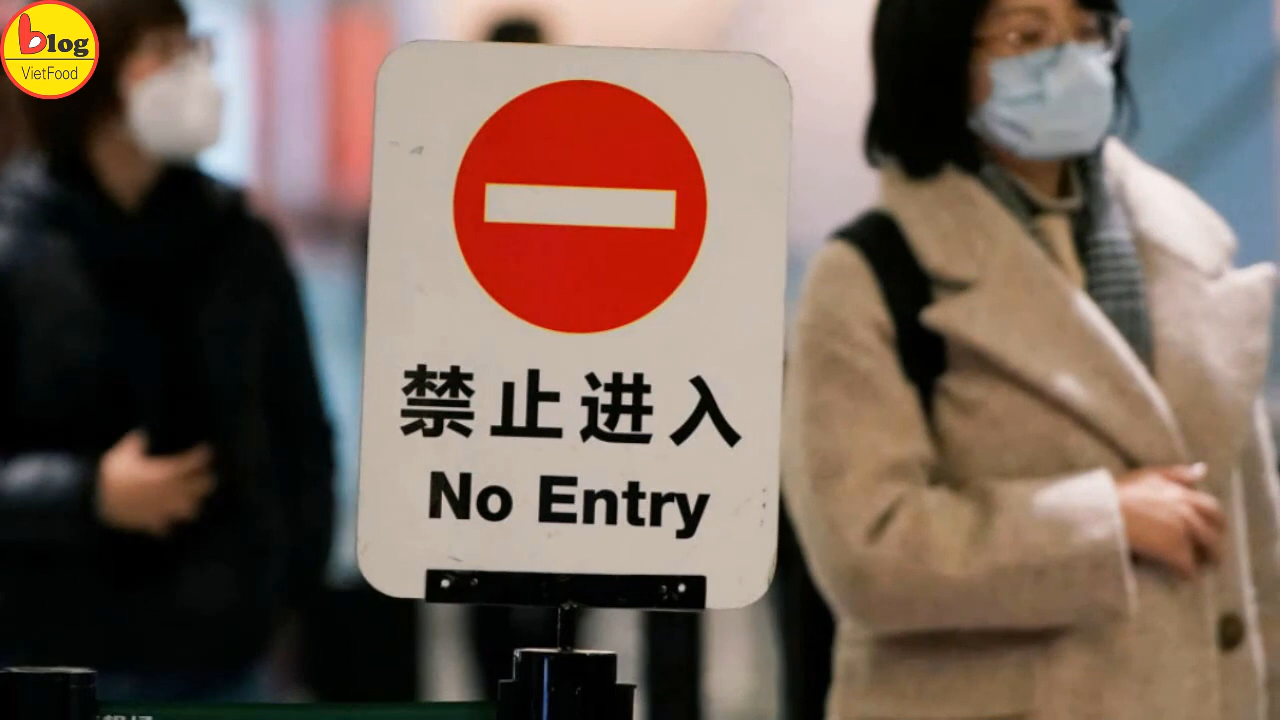 blog
VietFood
禁止进入
No Entry